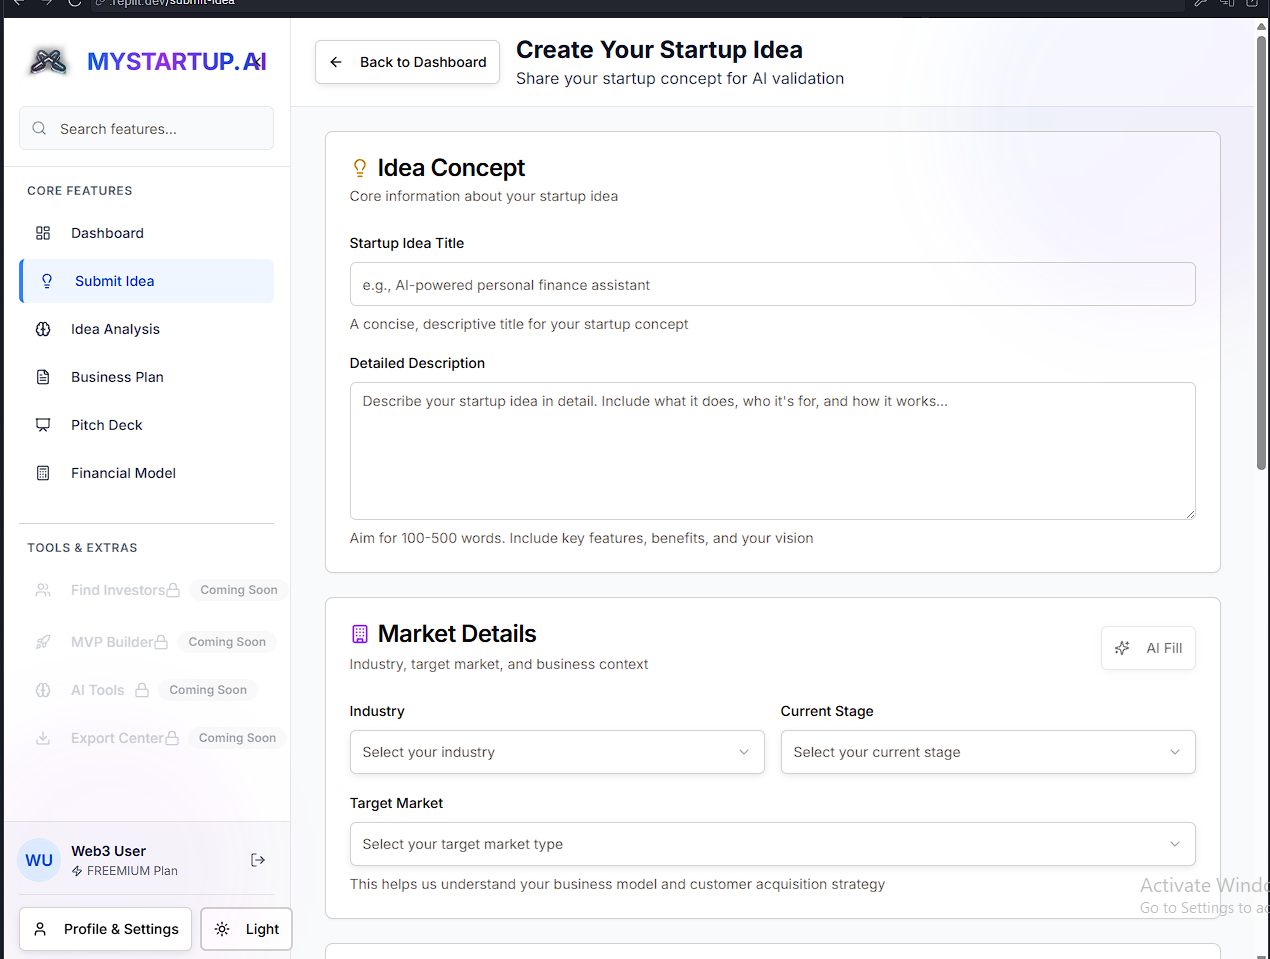 .replit.dev/submit-idea
MYSTARTUP.AI
Search features...
CORE FEATURES
Dashboard
Submit Idea
Idea Analysis
Business Plan
Pitch Deck
Financial Model
TOOLS & EXTRAS
Find Investors Coming Soon
MVP Builder Coming Soon
AI Tools Coming Soon
Export Center Coming Soon
WU
Web3 User
FREEMIUM Plan
Profile & Settings
Light
Back to Dashboard
Create Your Startup Idea
Share your startup concept for AI validation
Idea Concept
Core information about your startup idea
Startup Idea Title
e.g., AI-powered personal finance assistant
A concise, descriptive title for your startup concept
Detailed Description
Describe your startup idea in detail. Include what it does, who it's for, and how it works...
Aim for 100-500 words. Include key features, benefits, and your vision
Market Details
Industry, target market, and business context
AI Fill
Industry
Select your industry
Current Stage
Select your current stage
Target Market
Select your target market type
This helps us understand your business model and customer acquisition strategy
Activate Windo
Go to Settings to ac